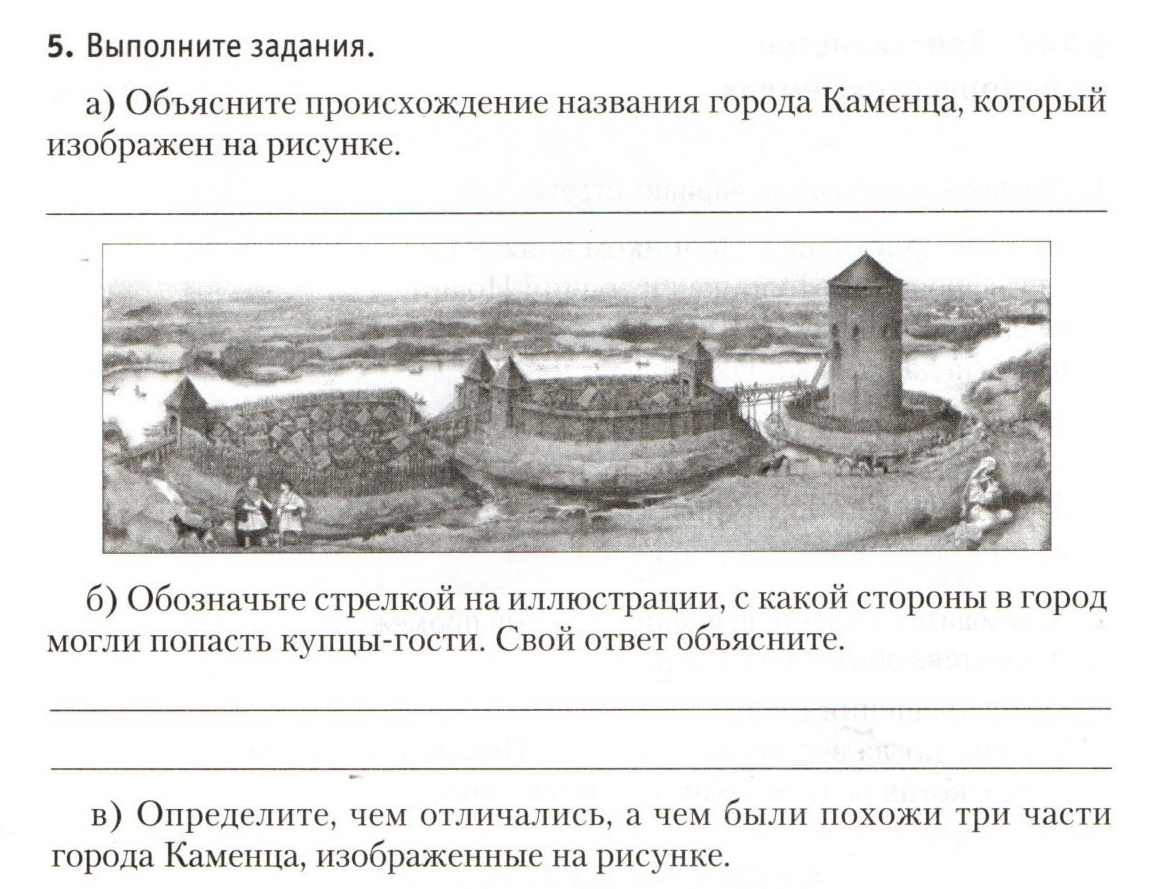 5. Выполните задания.
а) Объясните происхождение названия города Каменца, который
изображен на рисунке.
б) Обозначьте стрелкой на иллюстрации, с какой стороны в город
могли попасть купцы-гости. Свой ответ объясните.
в) Определите, чем отличались, а чем были похожи три части
города Каменца, изображенные на рисунке.